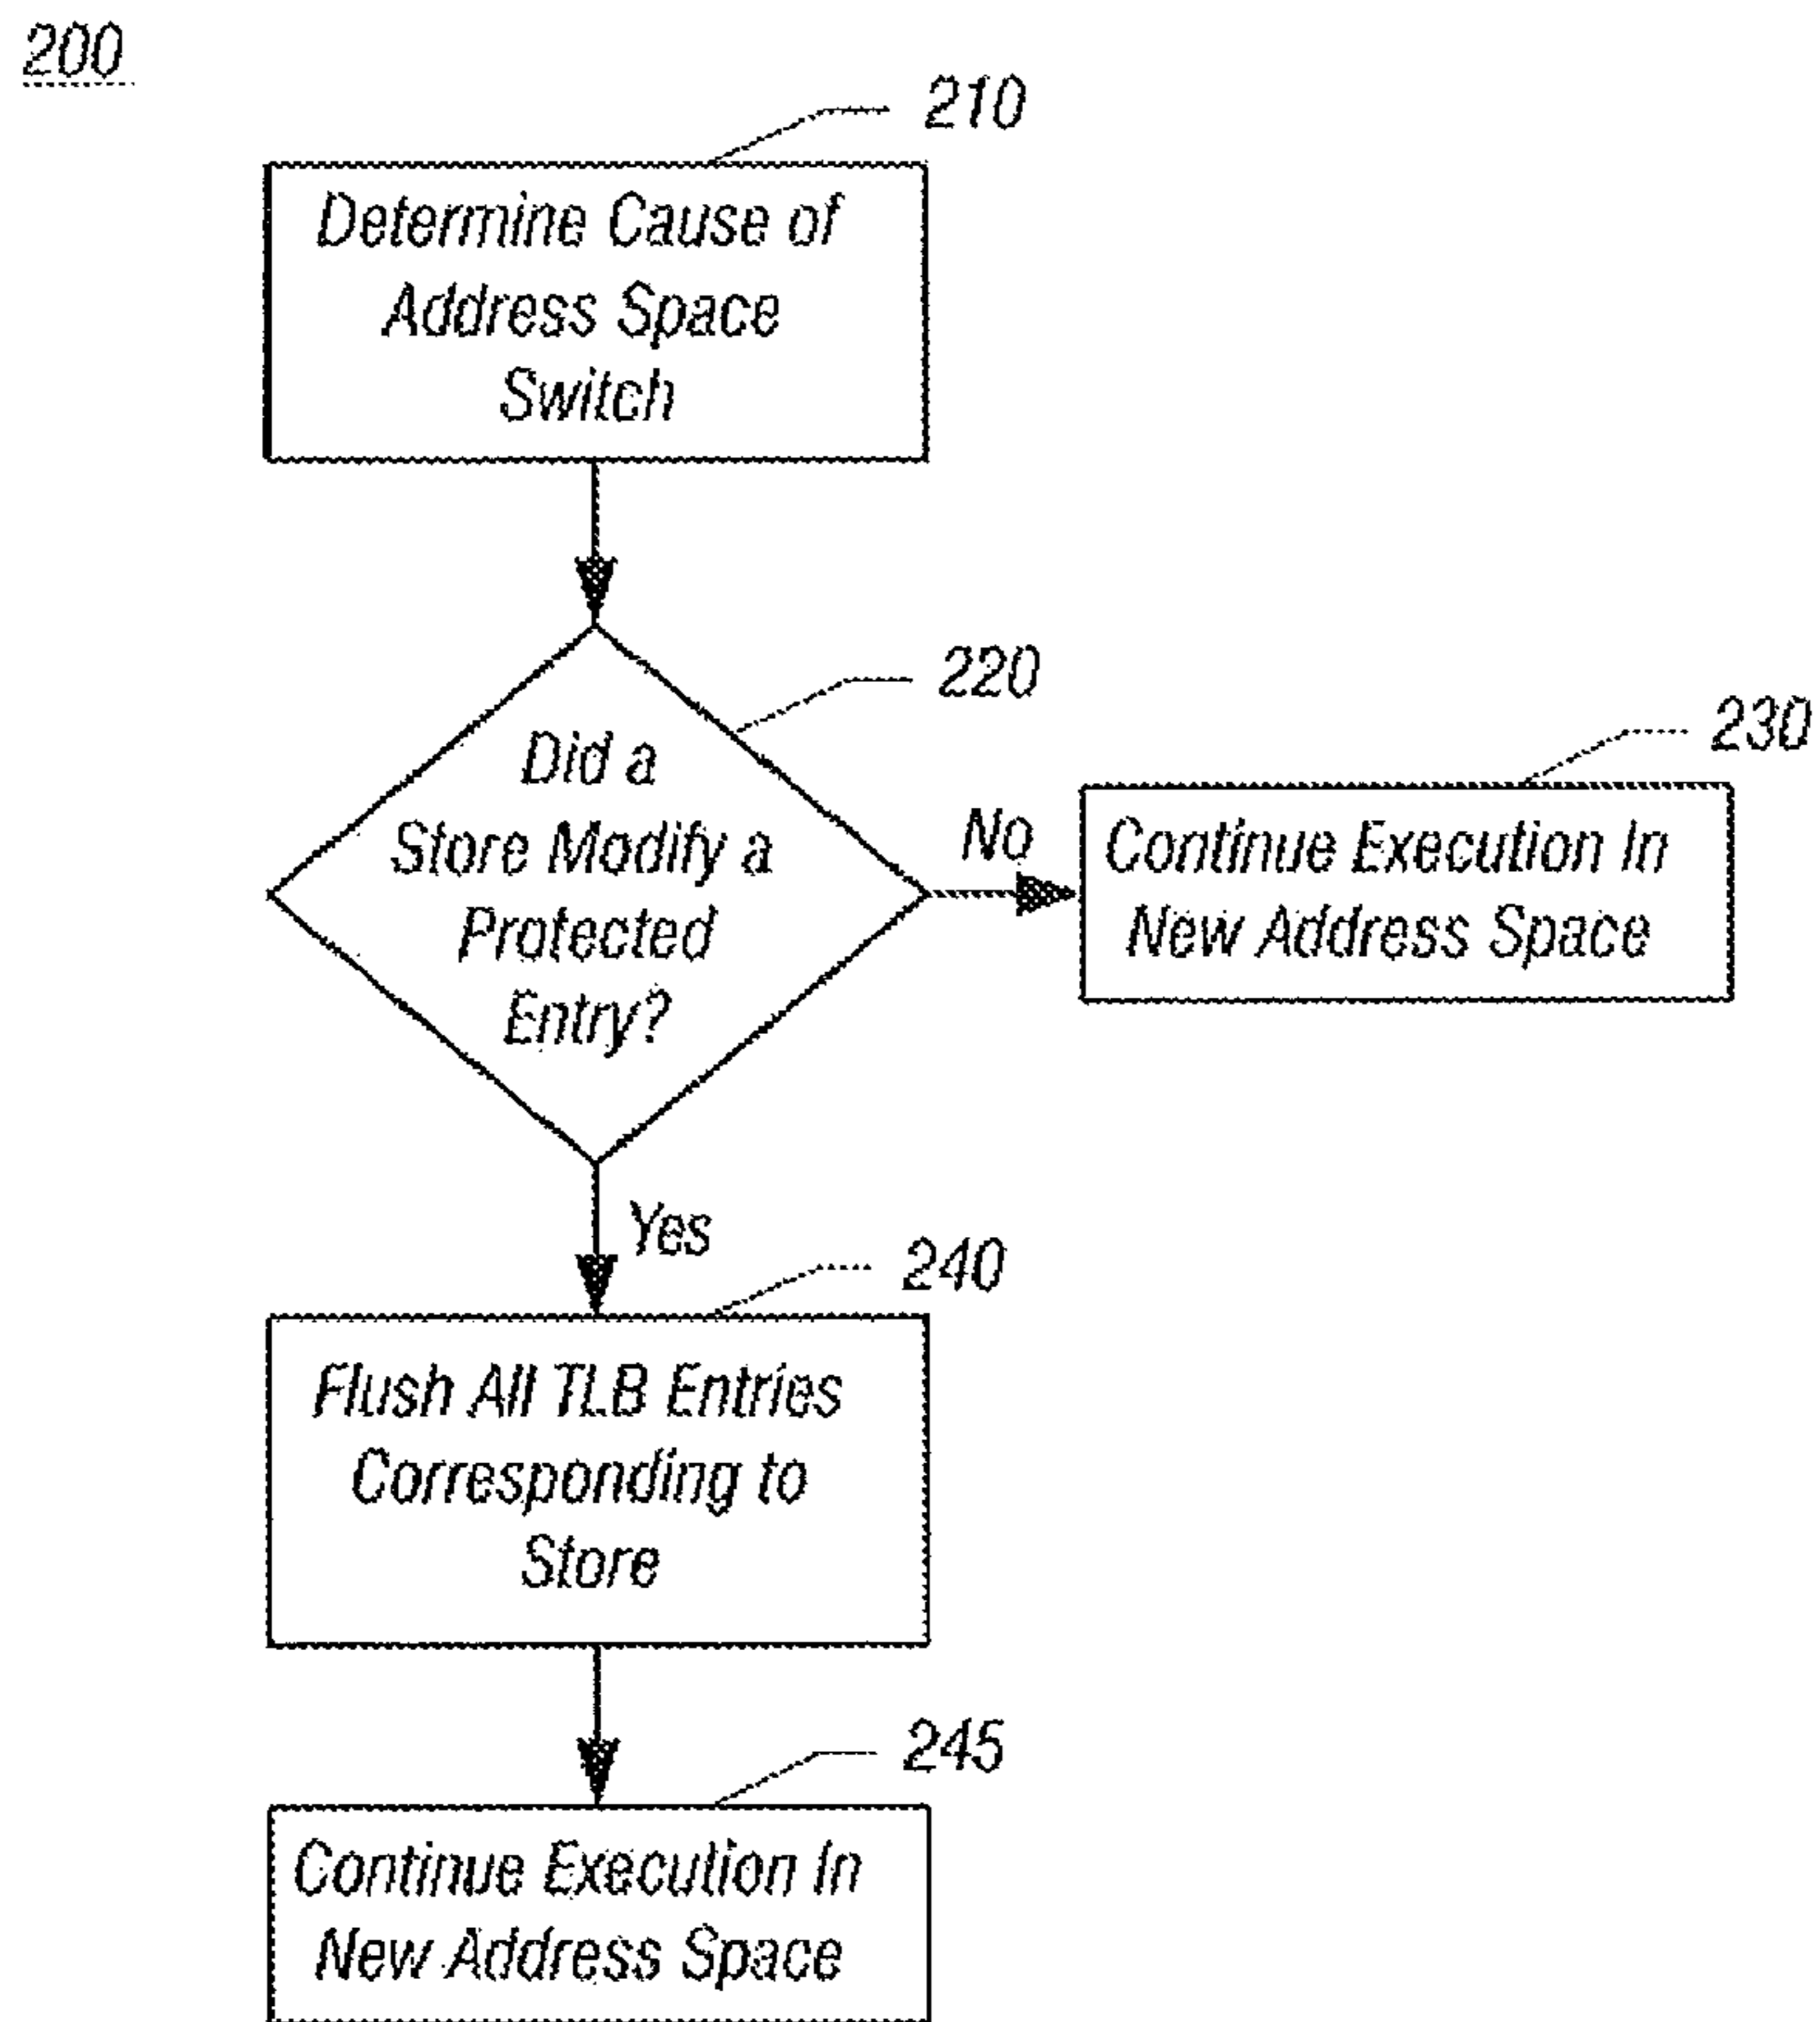 200
210
Determine Cause of
Address Space
Switch
220
Did a
Store Modify a
Protected
Entry?
No
230
Continue Execution In
New Address Space
Yes
240
Flush All TLB Entries
Corresponding to
Store
245
Continue Execution In
New Address Space